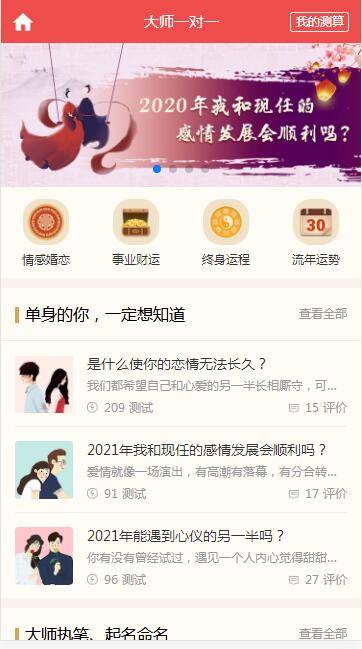 大师一对一
我的测算
2020年我和现任的
感情发展会顺利吗?
情感婚恋
事业财运
终身运程
30
流年运势
单身的你，一定想知道
查看全部
是什么使你的恋情无法长久？
我们都希望自己和心爱的另一半长相厮守，可...
209 测试
15 评价
2021年我和现任的感情发展会顺利吗？
爱情就像一场演出，有高潮有落幕，有分合转...
91 测试
17 评价
2021年能遇到心仪的另一半吗？
你有没有曾经试过，遇见一个人内心觉得甜甜...
96 测试
27 评价
大师执笔、起名命名
查看全部